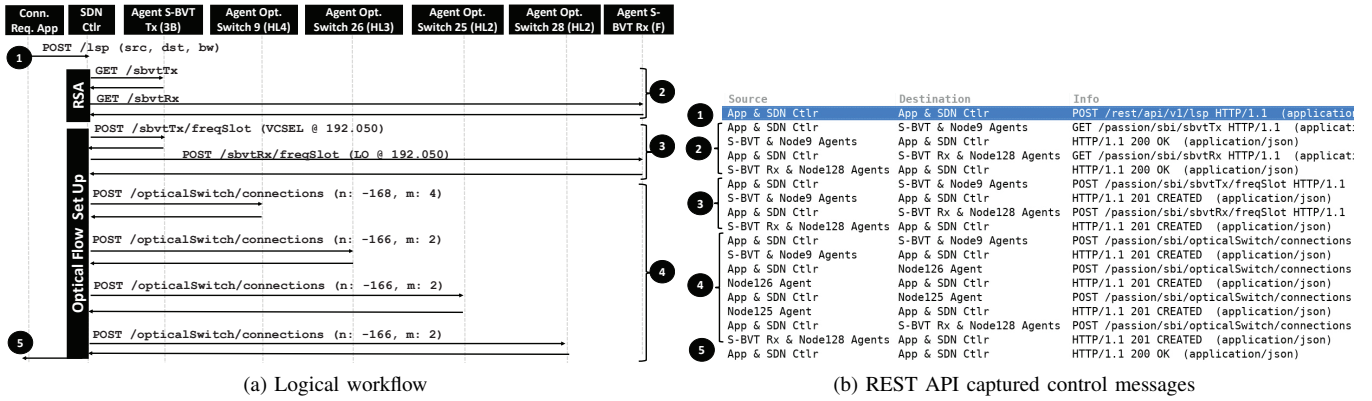 Conn. Req. App
SDN Ctlr
Agent S-BVT Tx (3B)
Agent Opt. Switch 9 (HL4)
Agent Opt. Switch 26 (HL3)
Agent Opt. Switch 25 (HL2)
Agent Opt. Switch 28 (HL2)
Agent S-BVT Rx (F)
1
POST /lsp (src, dst, bw)
RSA
GET /sbvtTx
GET /sbvtRx
2
Optical Flow Set Up
POST /sbvtTx/freqSlot (VCSEL @ 192.050)
POST /sbvtRx/freqSlot (LO @ 192.050)
3
POST /opticalSwitch/connections (n: -168, m: 4)
POST /opticalSwitch/connections (n: -166, m: 2)
POST /opticalSwitch/connections (n: -166, m: 2)
POST /opticalSwitch/connections (n: -166, m: 2)
4
5
(a) Logical workflow
Source Destination Info
1 App & SDN Ctlr App & SDN Ctlr POST /rest/api/v1/lsp HTTP/1.1 (applicatio
App & SDN Ctlr S-BVT & Node9 Agents GET /passion/sbi/sbvtTx HTTP/1.1 (applicati
S-BVT & Node9 Agents App & SDN Ctlr HTTP/1.1 200 OK (application/json)
2 App & SDN Ctlr S-BVT Rx & Node128 Agents GET /passion/sbi/sbvtRx HTTP/1.1 (applicati
S-BVT Rx & Node128 Agents App & SDN Ctlr HTTP/1.1 200 OK (application/json)
App & SDN Ctlr S-BVT & Node9 Agents POST /passion/sbi/sbvtTx/freqSlot HTTP/1.1
3 S-BVT & Node9 Agents App & SDN Ctlr HTTP/1.1 201 CREATED (application/json)
App & SDN Ctlr S-BVT Rx & Node128 Agents POST /passion/sbi/sbvtRx/freqSlot HTTP/1.1
S-BVT Rx & Node128 Agents App & SDN Ctlr HTTP/1.1 201 CREATED (application/json)
App & SDN Ctlr S-BVT & Node9 Agents POST /passion/sbi/opticalSwitch/connections
S-BVT & Node9 Agents App & SDN Ctlr HTTP/1.1 201 CREATED (application/json)
App & SDN Ctlr Node126 Agent POST /passion/sbi/opticalSwitch/connections
4 Node126 Agent App & SDN Ctlr HTTP/1.1 201 CREATED (application/json)
App & SDN Ctlr Node125 Agent POST /passion/sbi/opticalSwitch/connections
Node125 Agent App & SDN Ctlr HTTP/1.1 201 CREATED (application/json)
App & SDN Ctlr S-BVT Rx & Node128 Agents POST /passion/sbi/opticalSwitch/connections
S-BVT Rx & Node128 Agents App & SDN Ctlr HTTP/1.1 201 CREATED (application/json)
5 App & SDN Ctlr App & SDN Ctlr HTTP/1.1 200 OK (application/json)
(b) REST API captured control messages